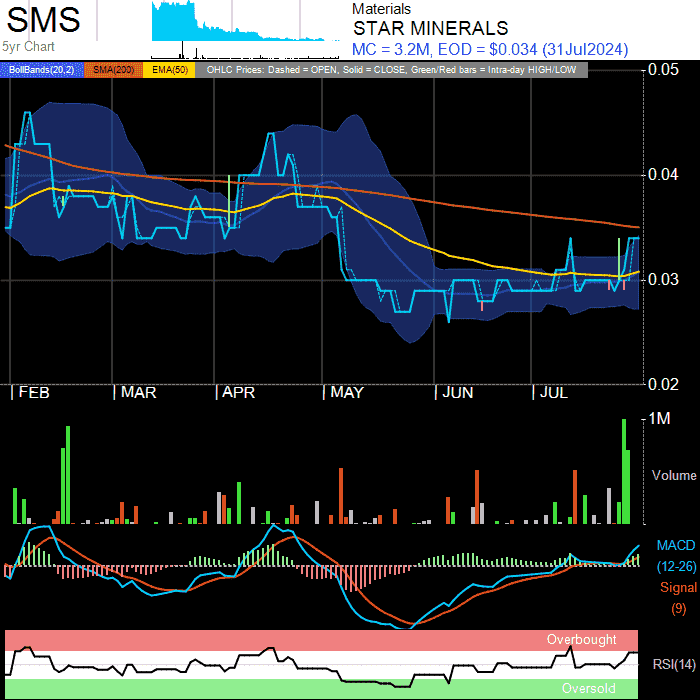 SMS
5yr Chart
Materials
STAR MINERALS
MC = 3.2M, EOD = $0.034 (31Jul2024)
BollBands(20,2) SMA(200) EMA(50) OHLC Prices: Dashed = OPEN, Solid = CLOSE, Green/Red bars = Intra-day HIGH/LOW
0.05
0.04
0.03
0.02
FEB MAR APR MAY JUN JUL
1M
Volume
MACD
(12-26)
Signal
(9)
Overbought
RSI(14)
Oversold